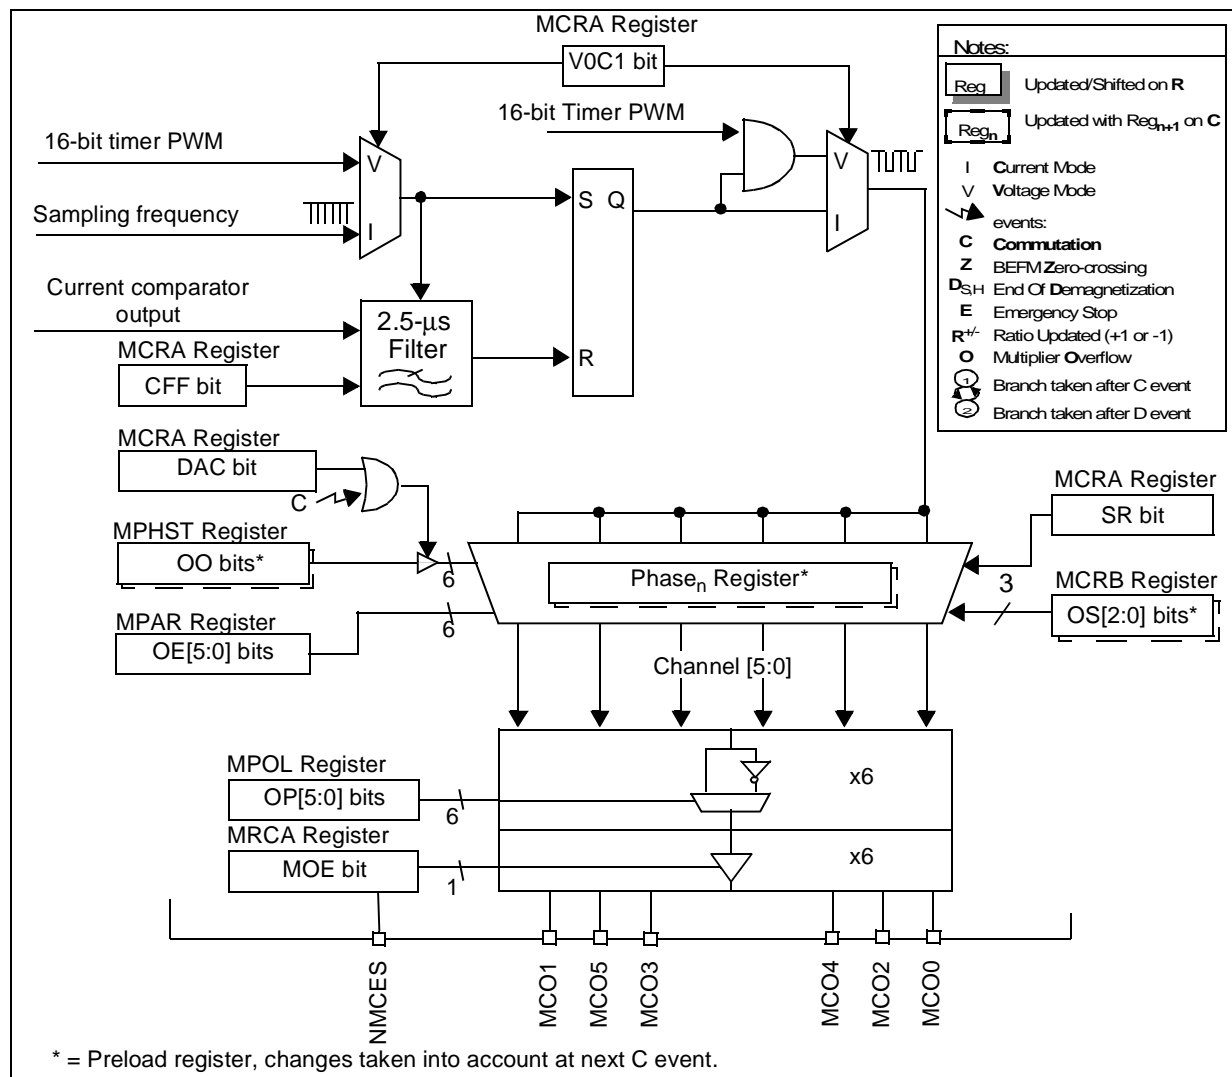 MCRA Register
V0C1 bit
16-bit timer PWM
16-bit Timer PWM
V
V
Sampling frequency
I
S Q
I
Current comparator
output
2.5-µs
Filter
R
MCRA Register
CFF bit
Notes:
Reg
Updated/Shifted on R
Regn
Updated with Regn+1 on C
I Current Mode
V Voltage Mode
events:
C Commutation
Z BEFM Zero-crossing
DS,H End Of Demagnetization
E Emergency Stop
R+/- Ratio Updated (+1 or -1)
O Multiplier Overflow
1 Branch taken after C event
2 Branch taken after D event
MCRA Register
DAC bit
C
MCRA Register
SR bit
MPHST Register
OO bits*
6
Phasen Register*
3
MCRB Register
OS[2:0] bits*
MPAR Register
OE[5:0] bits
6
Channel [5:0]
MPOL Register
OP[5:0] bits
6
x6
MRCA Register
MOE bit
1
x6
NMCES
MCO1
MCO5
MCO3
MCO4
MCO2
MCO0
* = Preload register, changes taken into account at next C event.